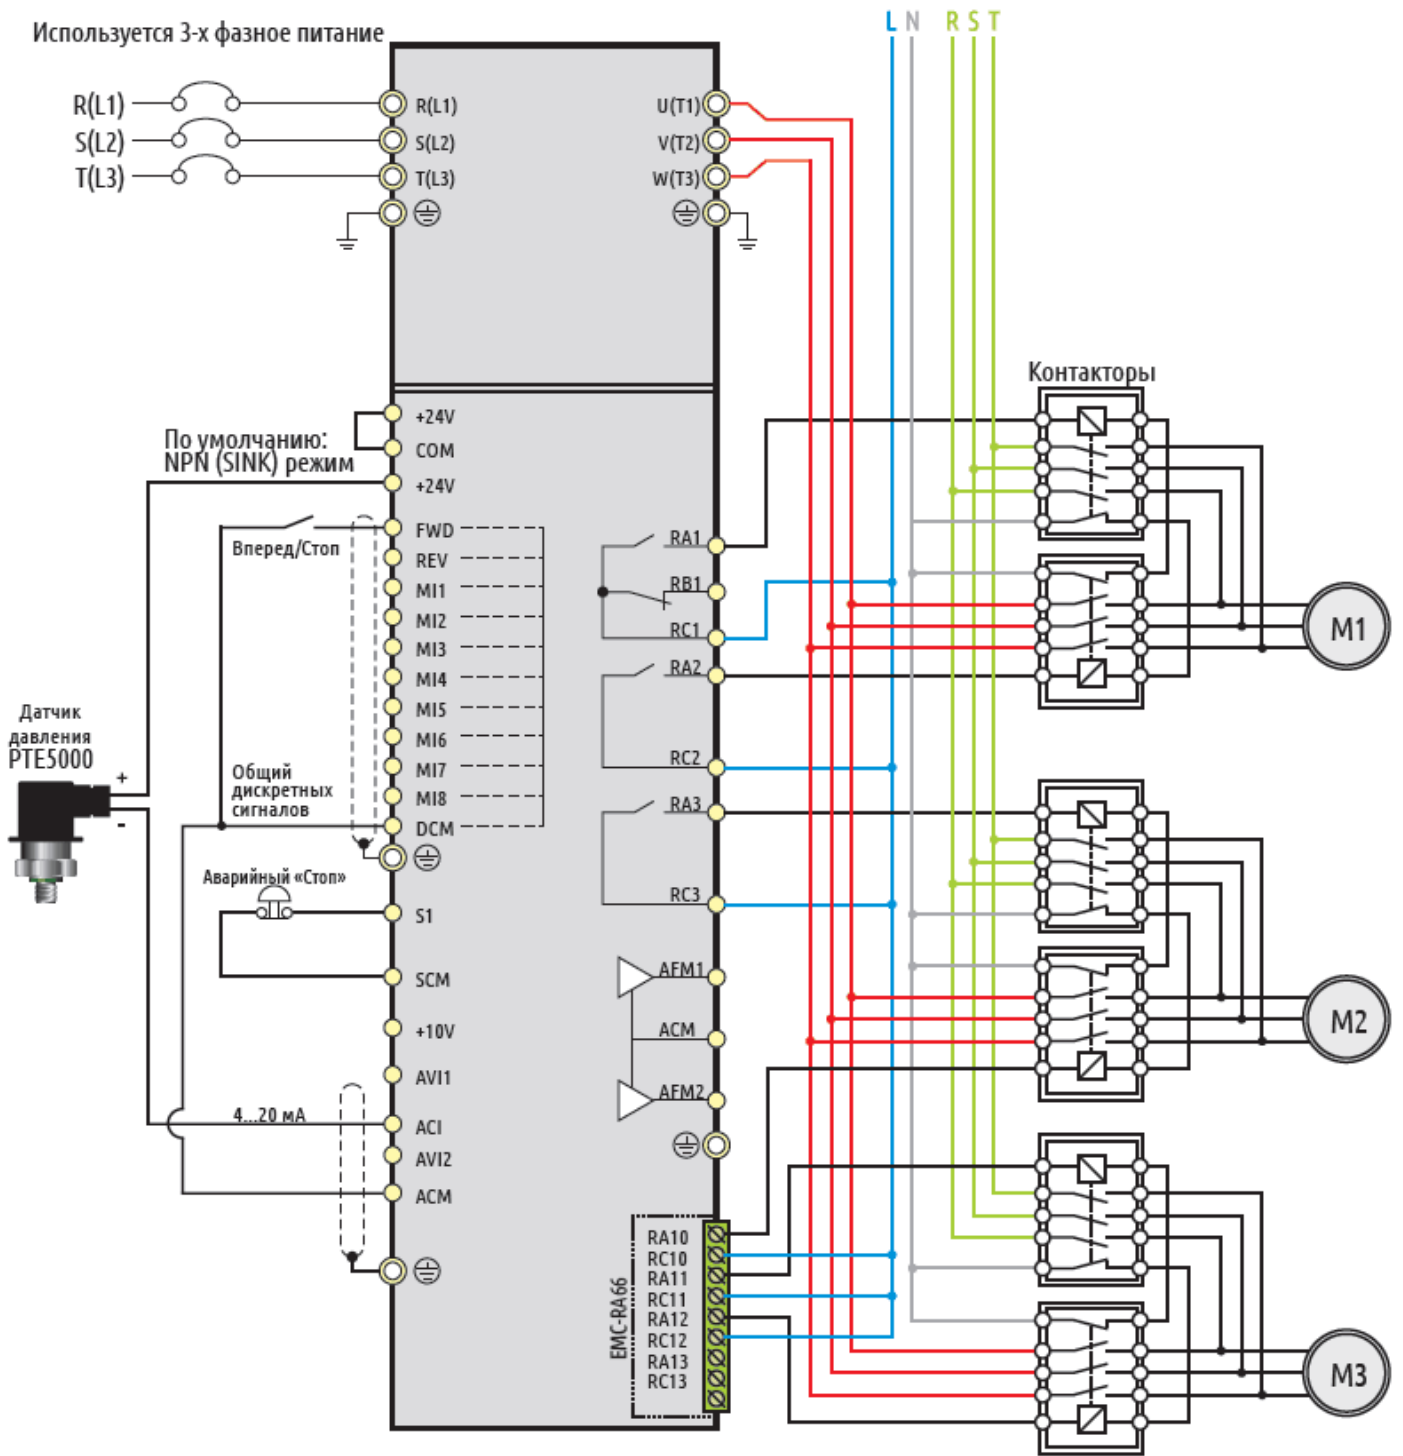 Используется 3-х фазное питание
L N R S T
R(L1)
S(L2)
T(L3)
R(L1)
S(L2)
T(L3)
U(T1)
V(T2)
W(T3)
Контакторы
По умолчанию:
NPN (SINK) режим
+24V
COM
+24V
Вперед/Стоп
FWD
REV
MI1
MI2
MI3
MI4
MI5
MI6
MI7
MI8
DCM
Общий
дискретных
сигналов
Датчик
давления
PTE5000
+
-
Аварийный «Стоп»
S1
SCM
+10V
AVI1
4...20 мА
ACI
AVI2
ACM
RA1
RB1
RC1
RA2
RC2
RA3
RC3
AFM1
ACM
AFM2
EMC-RA66
RA10
RC10
RA11
RC11
RA12
RC12
RA13
RC13
M1
M2
M3